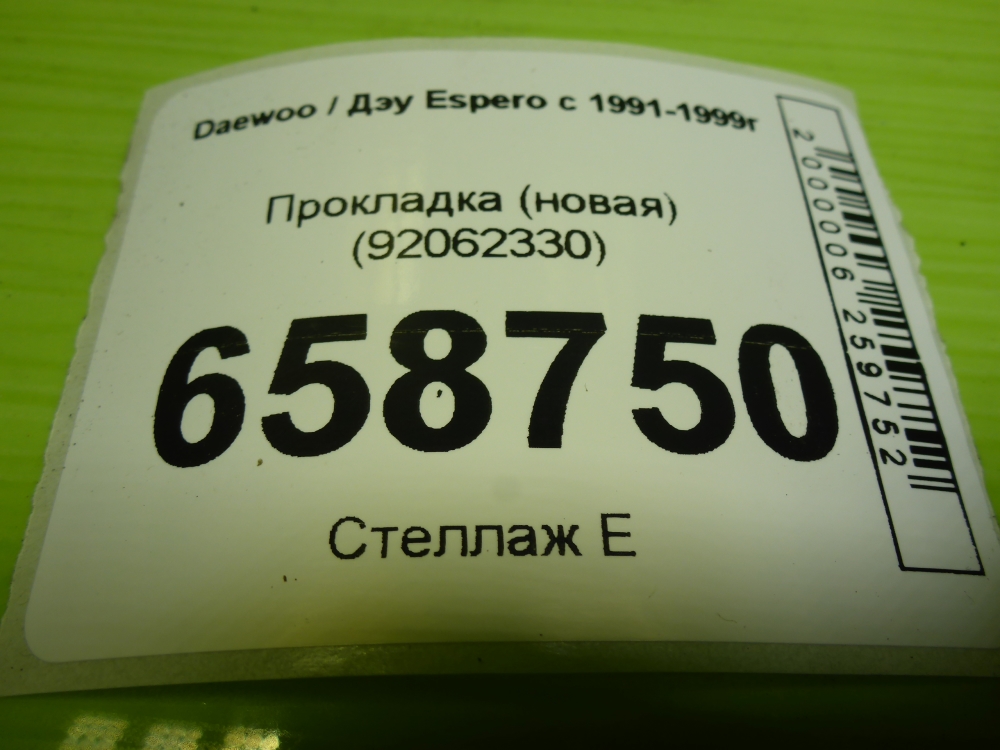 Daewoo / Дэу Espero с 1991-1999г
Прокладка (новая)
(92062330)
658750
Стеллаж Е
2000006259752